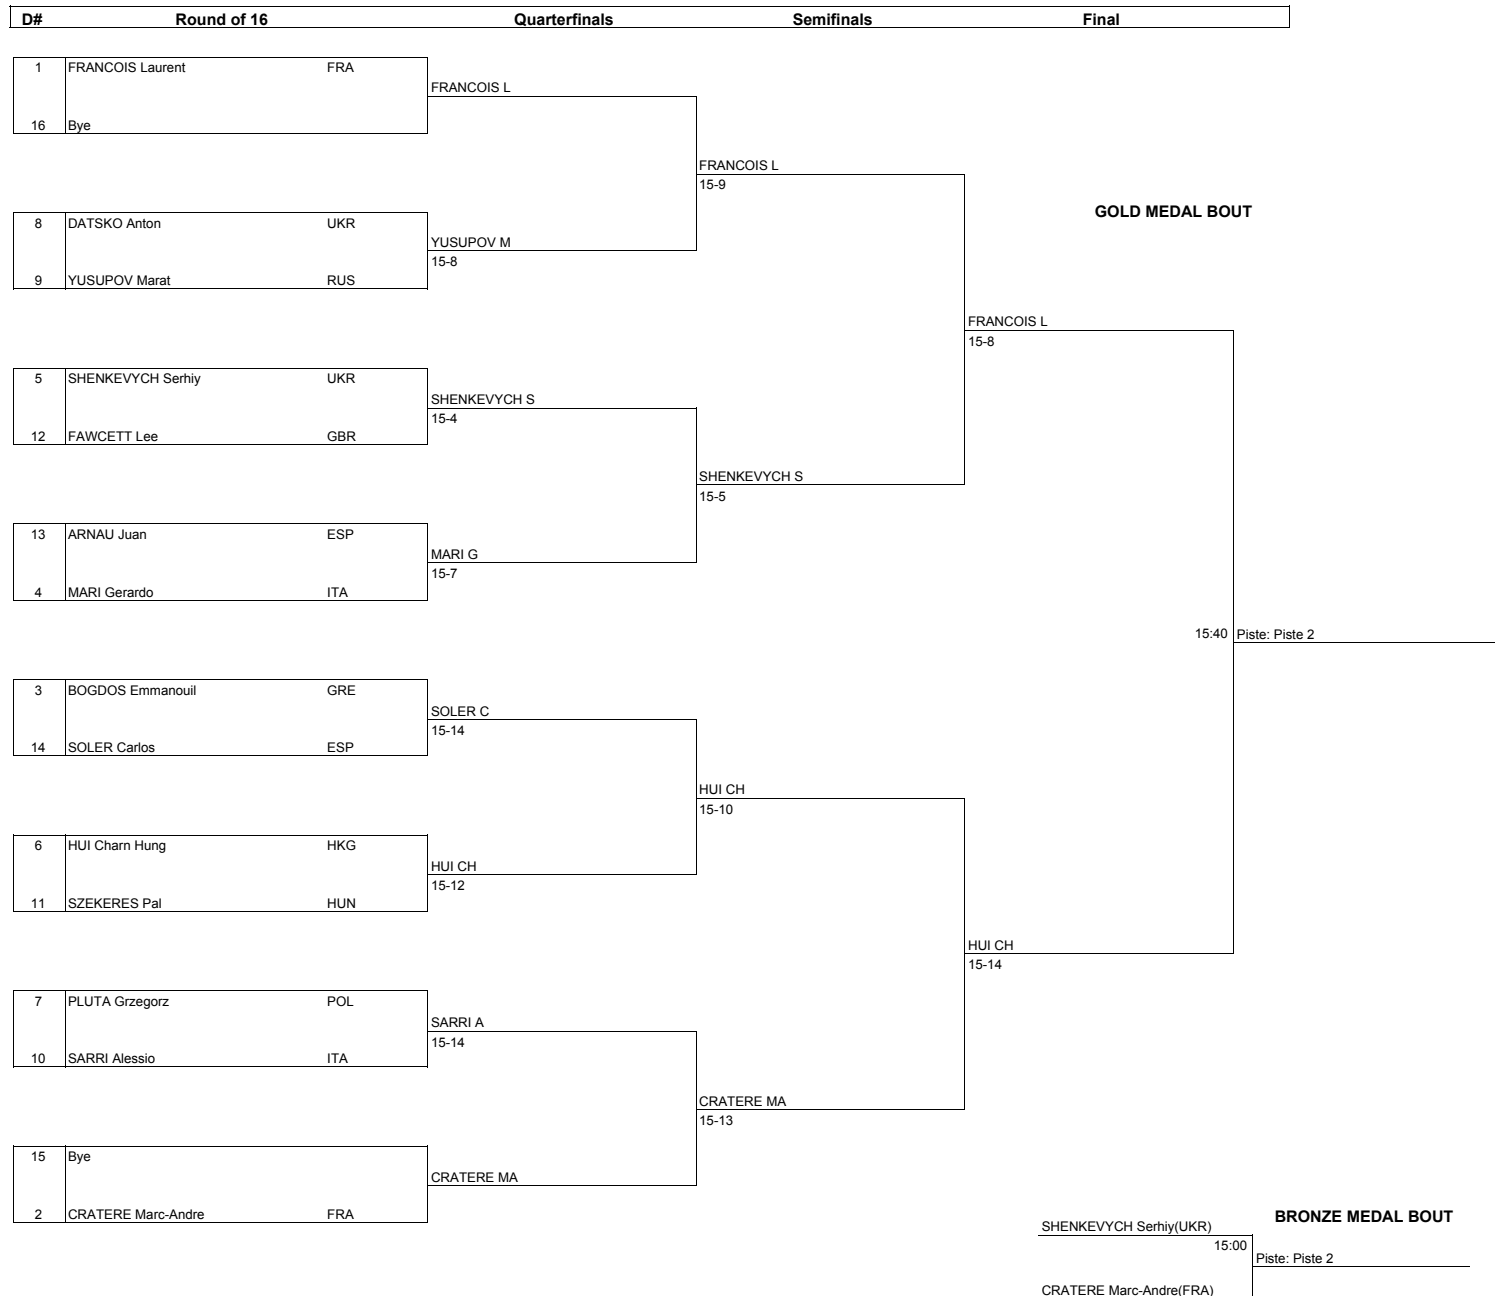 D# Round of 16 Quarterfinals Semifinals Final
1 FRANCOIS Laurent FRA
FRANCOIS L
16 Bye
FRANCOIS L
15-9
GOLD MEDAL BOUT
8 DATSKO Anton UKR
YUSUPOV M
15-8
9 YUSUPOV Marat RUS
FRANCOIS L
15-8
5 SHENKEVYCH Serhiy UKR
SHENKEVYCH S
15-4
12 FAWCETT Lee GBR
SHENKEVYCH S
15-5
13 ARNAU Juan ESP
MARI G
15-7
4 MARI Gerardo ITA
15:40 Piste: Piste 2
3 BOGDOS Emmanouil GRE
SOLER C
15-14
14 SOLER Carlos ESP
HUI CH
15-10
6 HUI Charn Hung HKG
HUI CH
15-12
11 SZEKERES Pal HUN
HUI CH
15-14
7 PLUTA Grzegorz POL
SARRI A
15-14
10 SARRI Alessio ITA
CRATERE MA
15-13
15 Bye
CRATERE MA
2 CRATERE Marc-Andre FRA
BRONZE MEDAL BOUT
SHENKEVYCH Serhiy(UKR)
15:00
Piste: Piste 2
CRATERE Marc-Andre(FRA)